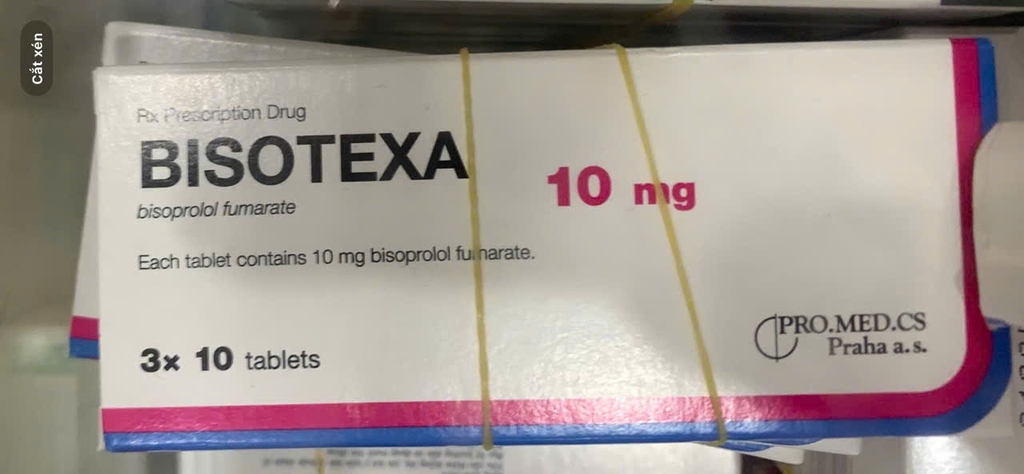 Cắt xén
Rx Prescription Drug
BISOTEXA
bisoprolol fumarate
10 mg
Each tablet contains 10 mg bisoprolol fumarate.
3x 10 tablets
PRO.MED.CS
Praha a.s.